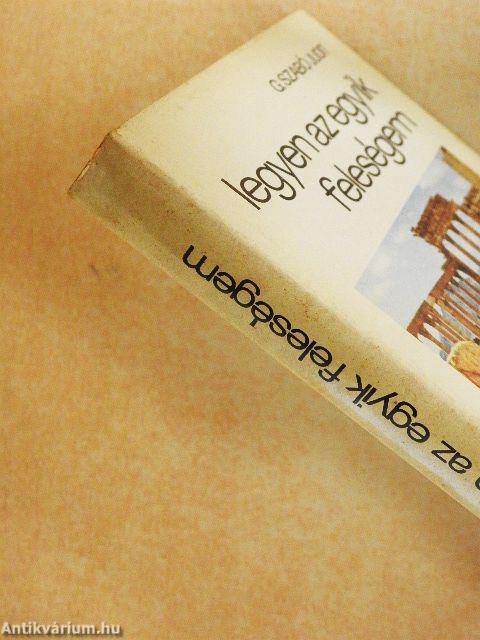 G. SZABÓ JUDIT
legyen az egyik
feleségem
az egyik feleségem
Antikvárium.hu